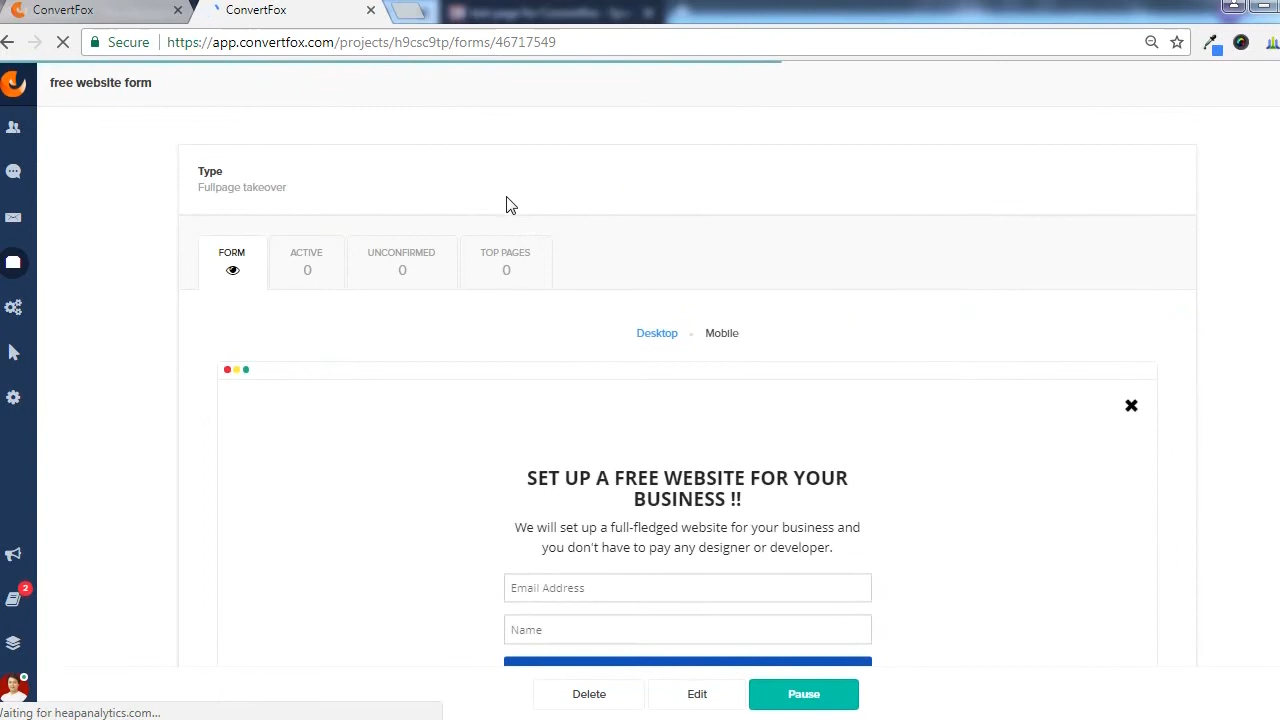 ConvertFox
ConvertFox
Secure
https://app.convertfox.com/projects/h9csc9tp/forms/46717549
free website form
Type
Fullpage takeover
FORM
ACTIVE
0
UNCONFIRMED
0
TOP PAGES
0
Desktop
Mobile
SET UP A FREE WEBSITE FOR YOUR
BUSINESS !!
We will set up a full-fledged website for your business and
you don't have to pay any designer or developer.
Email Address
Name
2
Delete
Edit
Pause
Waiting for heapanalytics.com...